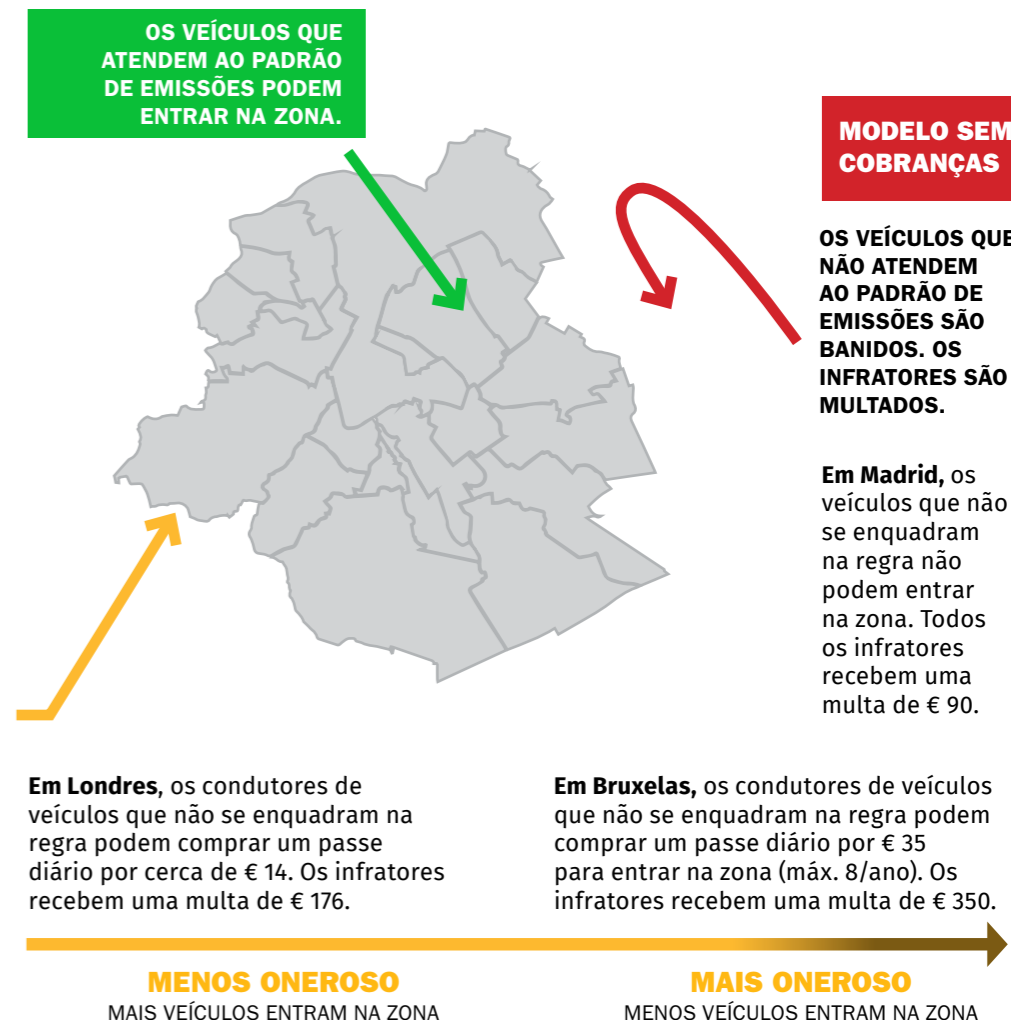 OS VEÍCULOS QUE
ATENDEM AO PADRÃO
DE EMISSÕES PODEM
ENTRAR NA ZONA.
MODELO SEM
COBRANÇAS
OS VEÍCULOS QUE
NÃO ATENDEM
AO PADRÃO DE
EMISSÕES SÃO
BANIDOS. OS
INFRATORES SÃO
MULTADOS.
Em Madrid, os
veículos que não
se enquadram
na regra não
podem entrar
na zona. Todos
os infratores
recebem uma
multa de € 90.
Em Londres, os condutores de
veículos que não se enquadram na
regra podem comprar um passe
diário por cerca de € 14. Os infratores
recebem uma multa de € 176.
Em Bruxelas, os condutores de veículos
que não se enquadram na regra podem
comprar um passe diário por € 35
para entrar na zona (máx. 8/ano). Os
infratores recebem uma multa de € 350.
MENOS ONEROSO
MAIS VEÍCULOS ENTRAM NA ZONA
MAIS ONEROSO
MENOS VEÍCULOS ENTRAM NA ZONA